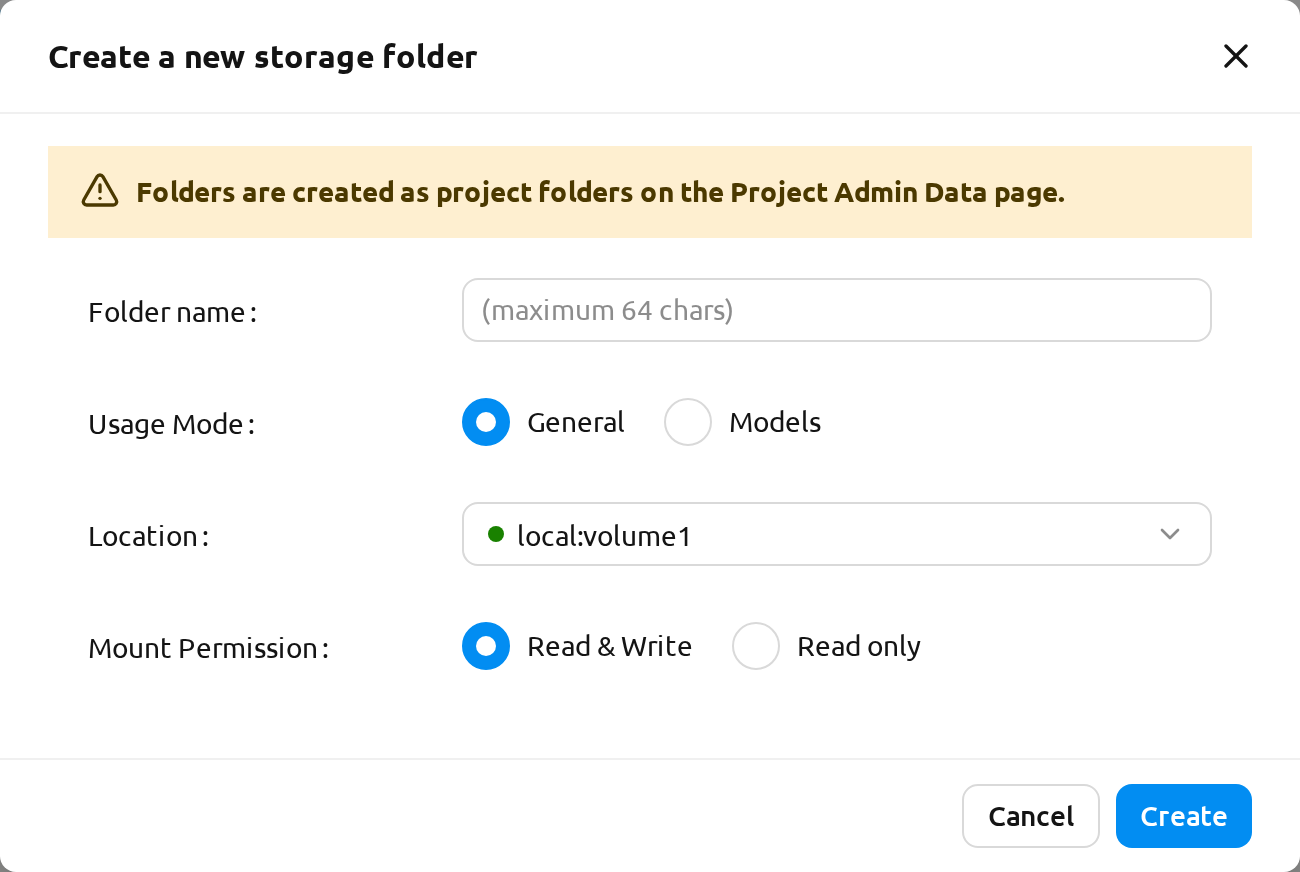 Create a new storage folder
Folders are created as project folders on the Project Admin Data page.
Folder name:
(maximum 64 chars)
Usage Mode:
General
Models
Location:
local:volume1
Mount Permission:
Read & Write
Read only
Cancel
Create